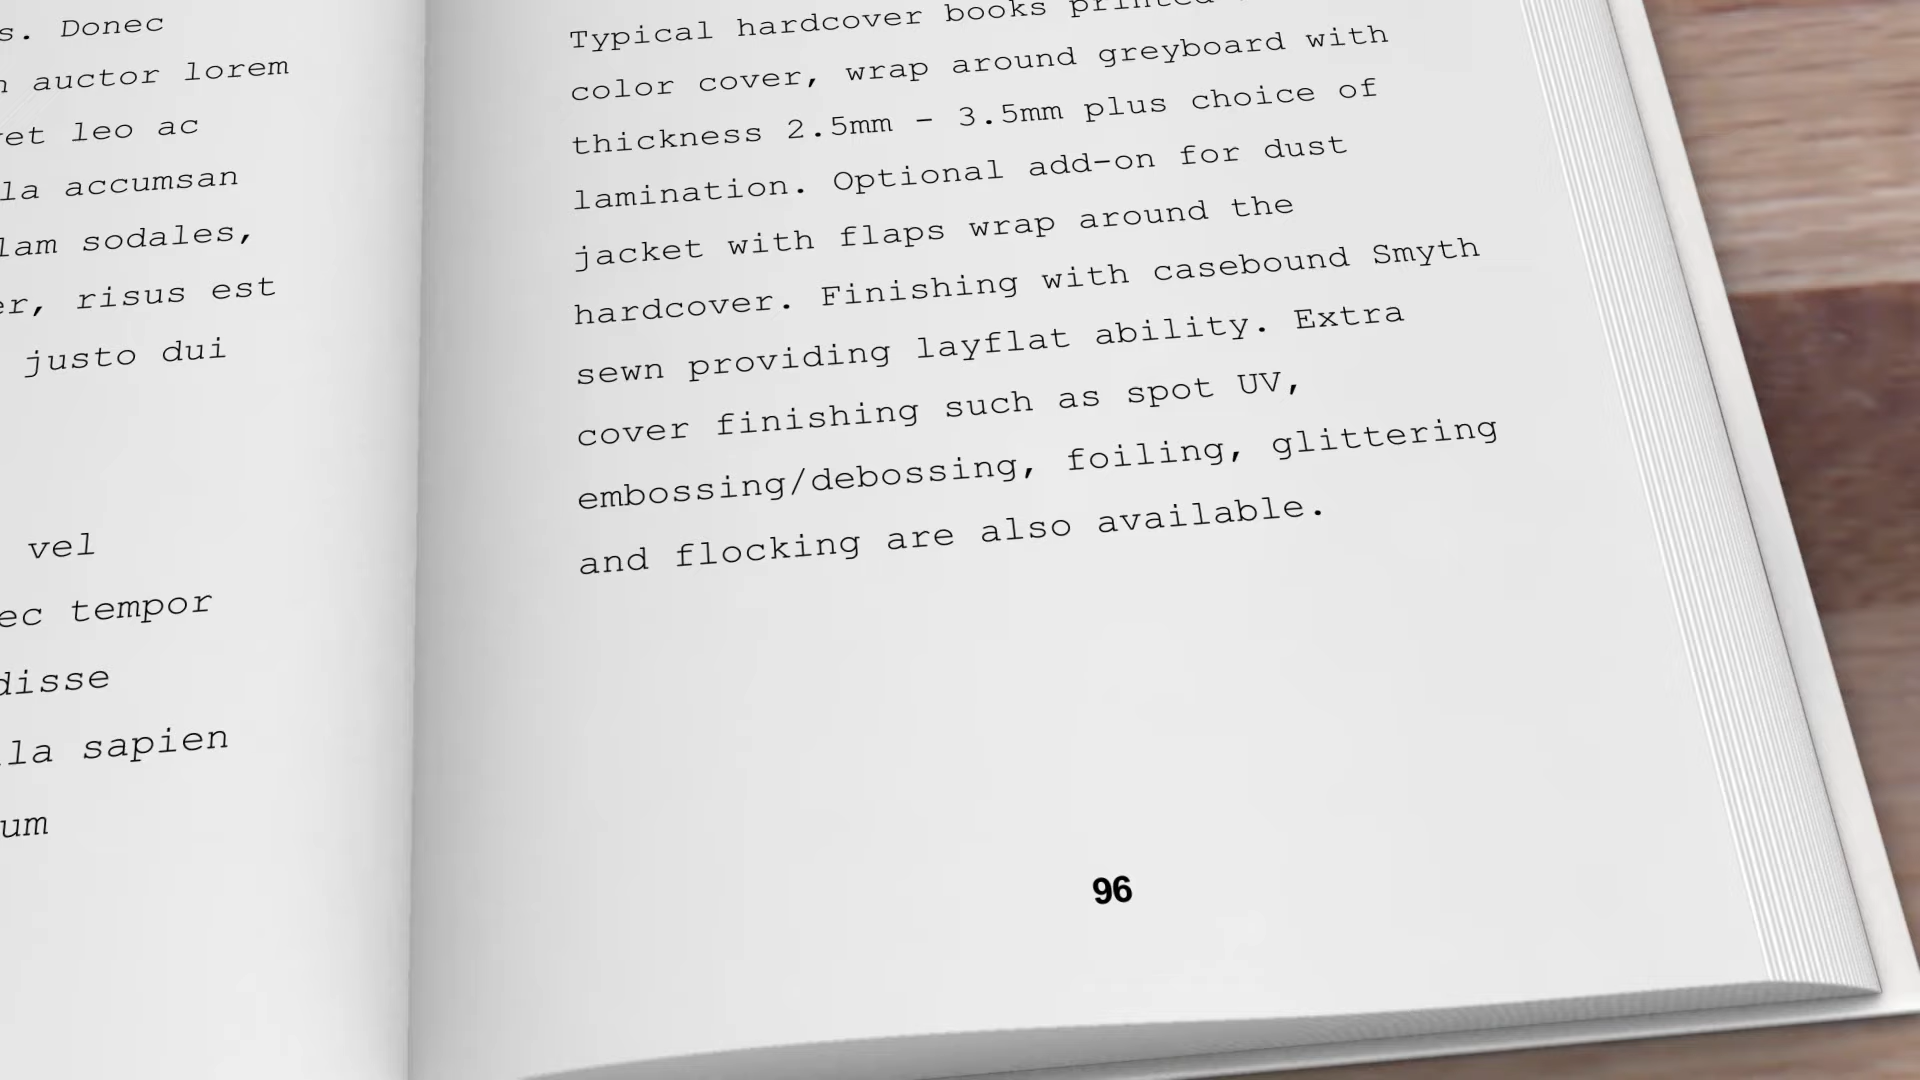 s. Donec
auctor lorem
et leo ac
la accumsan
lam sodales,
er, risus est
justo dui
vel
ec tempor
disse
la sapien
um
Typical hardcover books printed
color cover, wrap around greyboard with
thickness 2.5mm - 3.5mm plus choice of
lamination. Optional add-on for dust
jacket with flaps wrap around the
hardcover. Finishing with casebound Smyth
sewn providing layflat ability. Extra
cover finishing such as spot UV,
embossing/debossing, foiling, glittering
and flocking are also available.
96